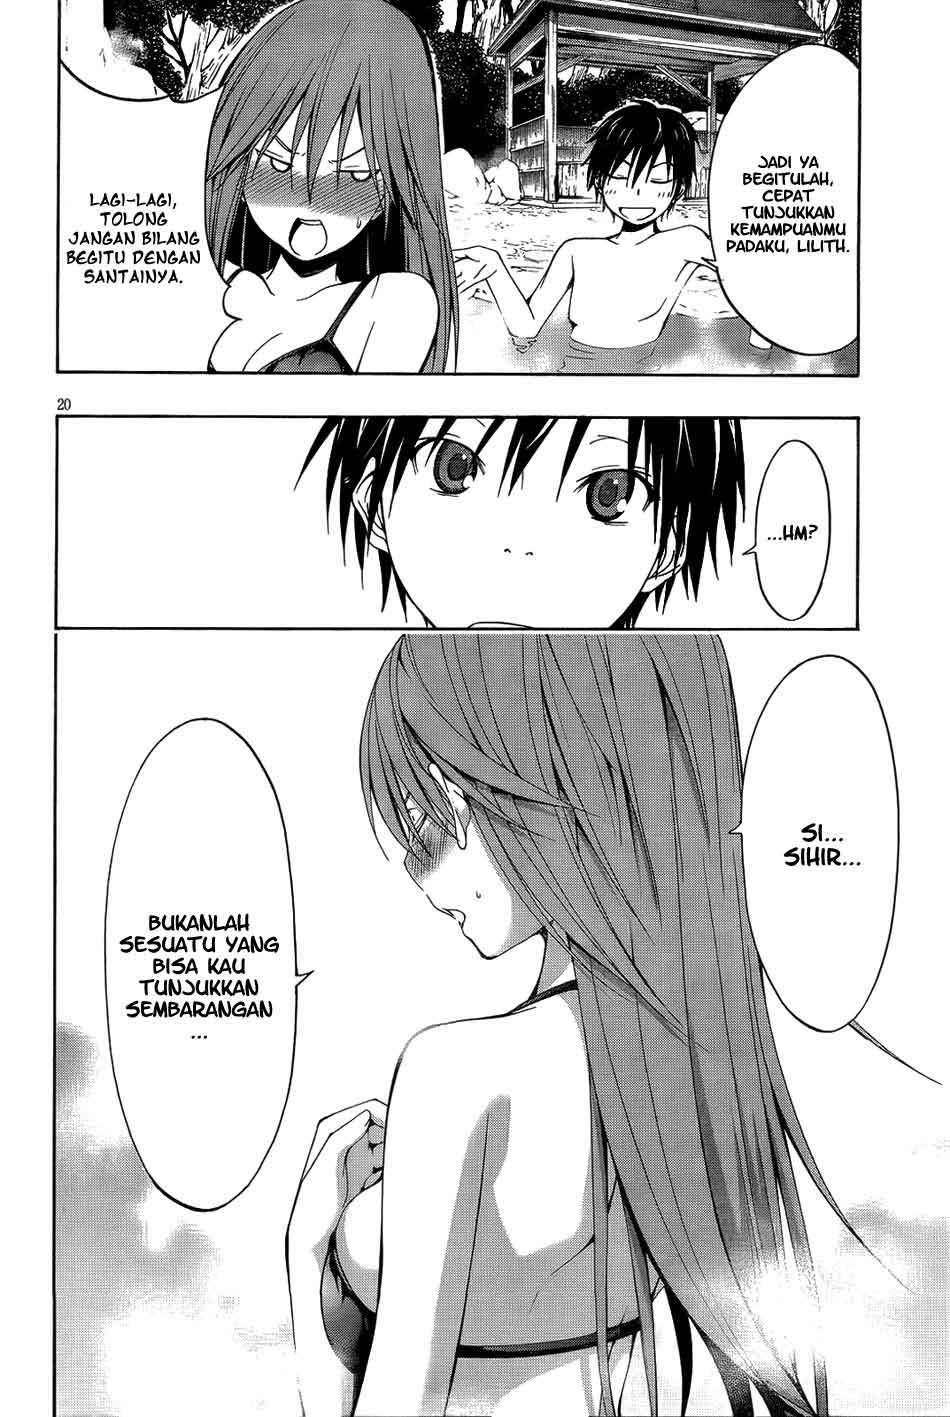 JADI YA
BEGITULAH,
CEPAT
TUNJUKKAN
KEMAMPUANMU
PADAKU, LILITH.
LAGI-LAGI,
TOLONG
JANGAN BILANG
BEGITU DENGAN
SANTAINYA.
20
...HM?
SI...
SIHIR...
BUKANLAH
SESUATU YANG
BISA KAU
TUNJUKKAN
SEMBARANGAN
...